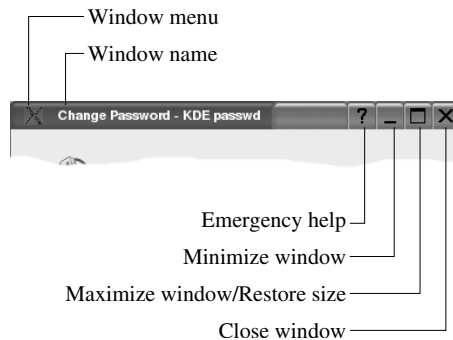 Window menu
Window name
Change Password - KDE passwd
?
Emergency help
Minimize window
Maximize window/Restore size
Close window